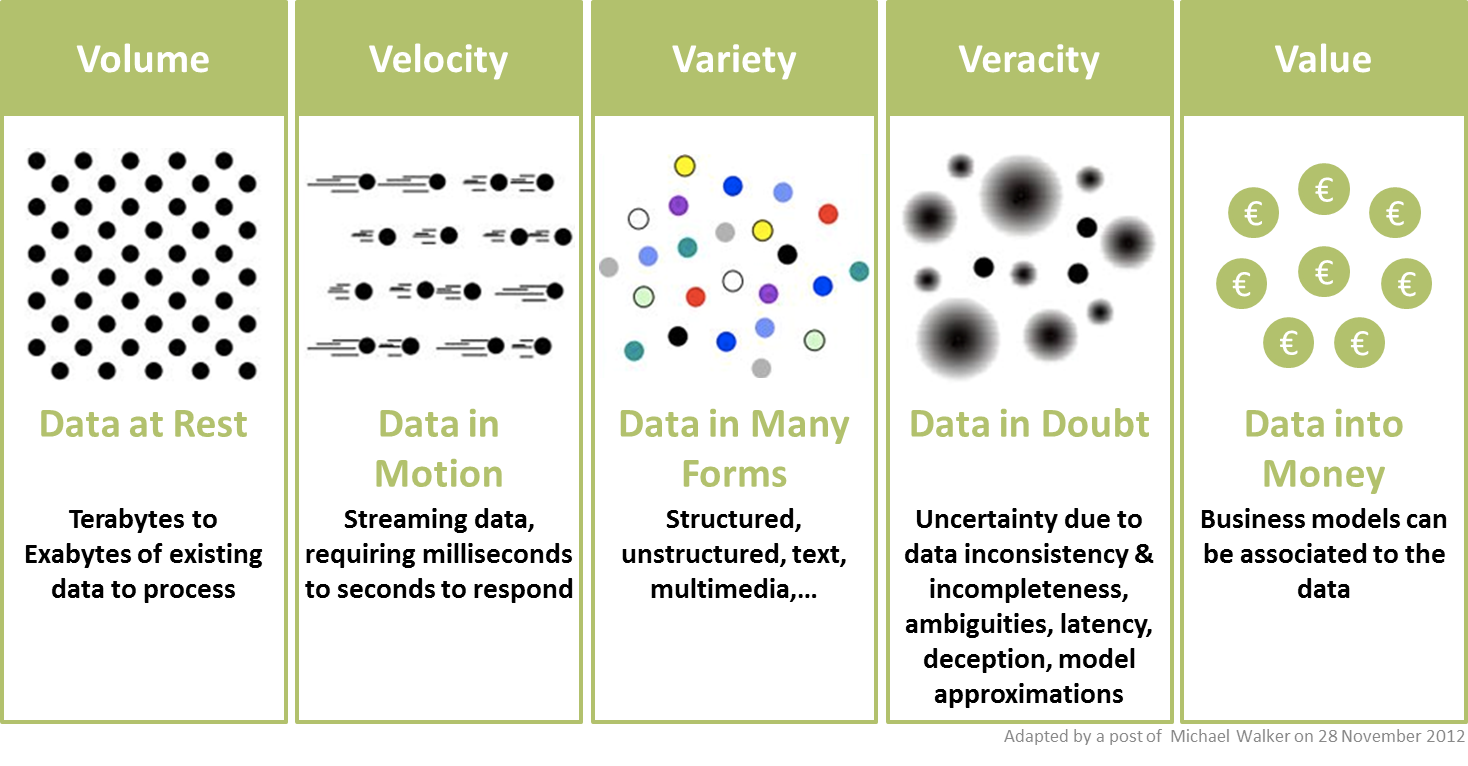 Volume
Data at Rest
Terabytes to
Exabytes of existing
data to process
Velocity
Data in
Motion
Streaming data,
requiring milliseconds
to seconds to respond
Variety
Data in Many
Forms
Structured,
unstructured, text,
multimedia,...
Veracity
Data in Doubt
Uncertainty due to
data inconsistency &
incompleteness,
ambiguities, latency,
deception, model
approximations
Value
€
€
€
€
€
€
€
€
Data into
Money
Business models can
be associated to the
data
Adapted by a post of Michael Walker on 28 November 2012